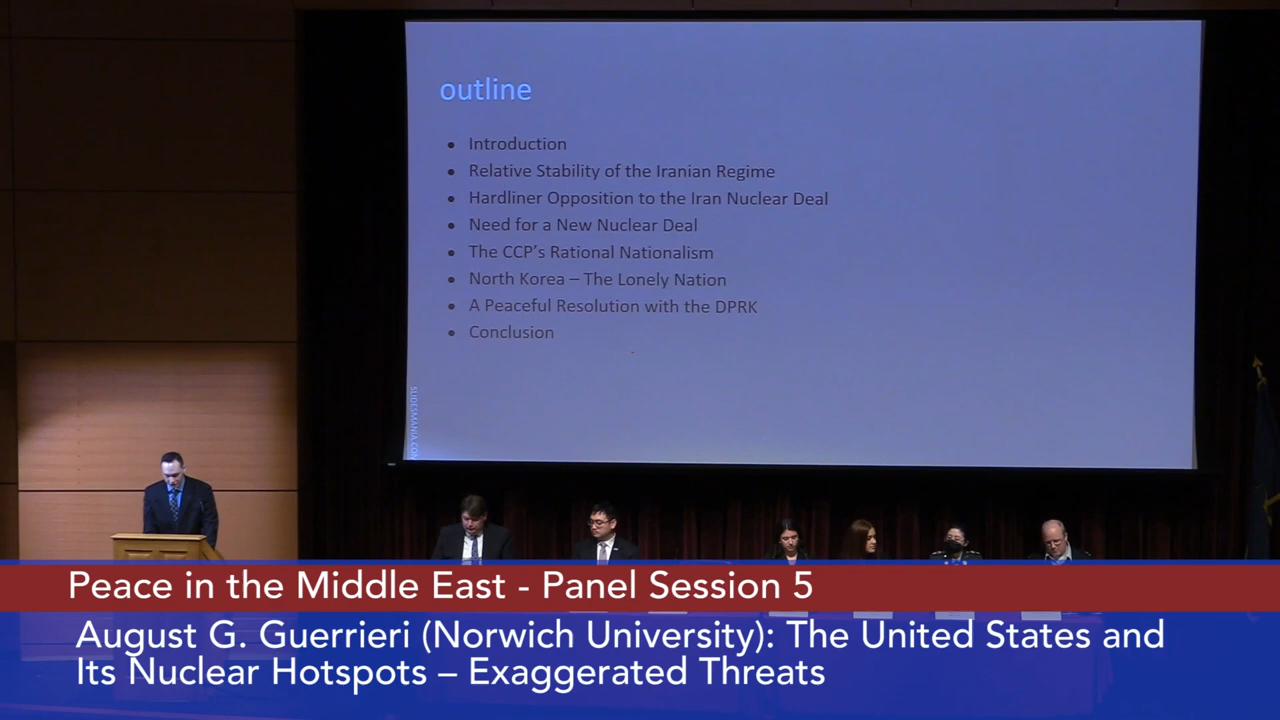 outline
• Introduction
• Relative Stability of the Iranian Regime
• Hardliner Opposition to the Iran Nuclear Deal
• Need for a New Nuclear Deal
• The CCP's Rational Nationalism
• North Korea – The Lonely Nation
• A Peaceful Resolution with the DPRK
• Conclusion
SLIDESMANIA.COM
Peace in the Middle East - Panel Session 5
August G. Guerrieri (Norwich University): The United States and
Its Nuclear Hotspots – Exaggerated Threats